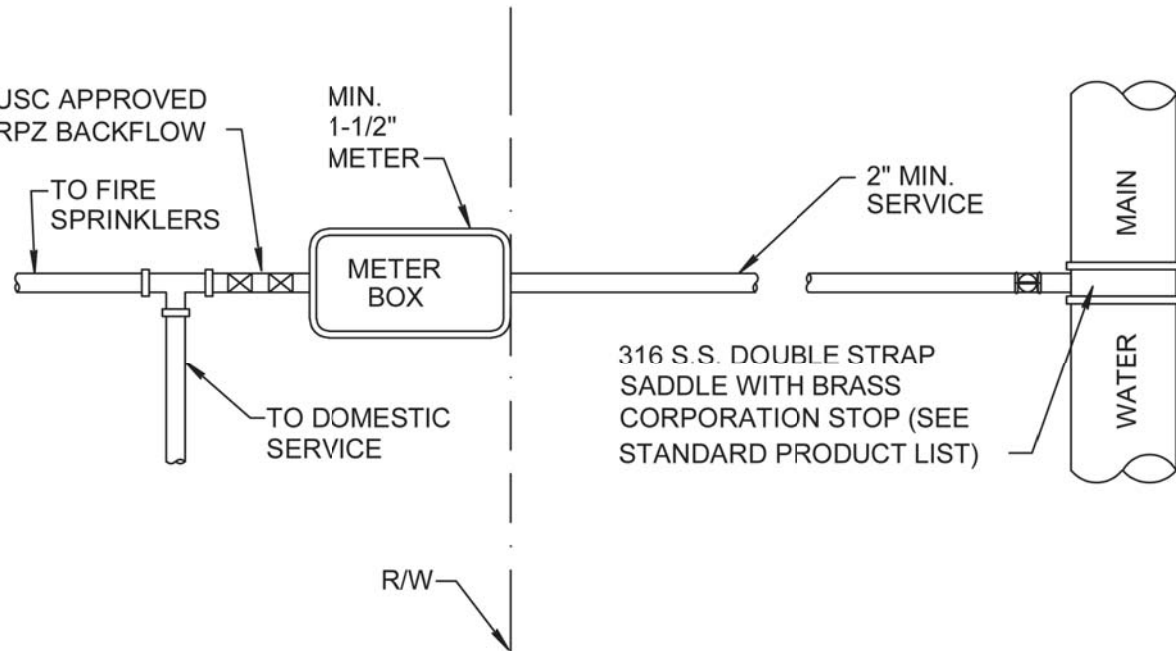 USC APPROVED
RPZ BACKFLOW
MIN.
1-1/2"
METER
TO FIRE
SPRINKLERS
2" MIN.
SERVICE
MAIN
METER
BOX
316 S.S. DOUBLE STRAP
SADDLE WITH BRASS
CORPORATION STOP (SEE
STANDARD PRODUCT LIST)
WATER
TO DOMESTIC
SERVICE
R/W